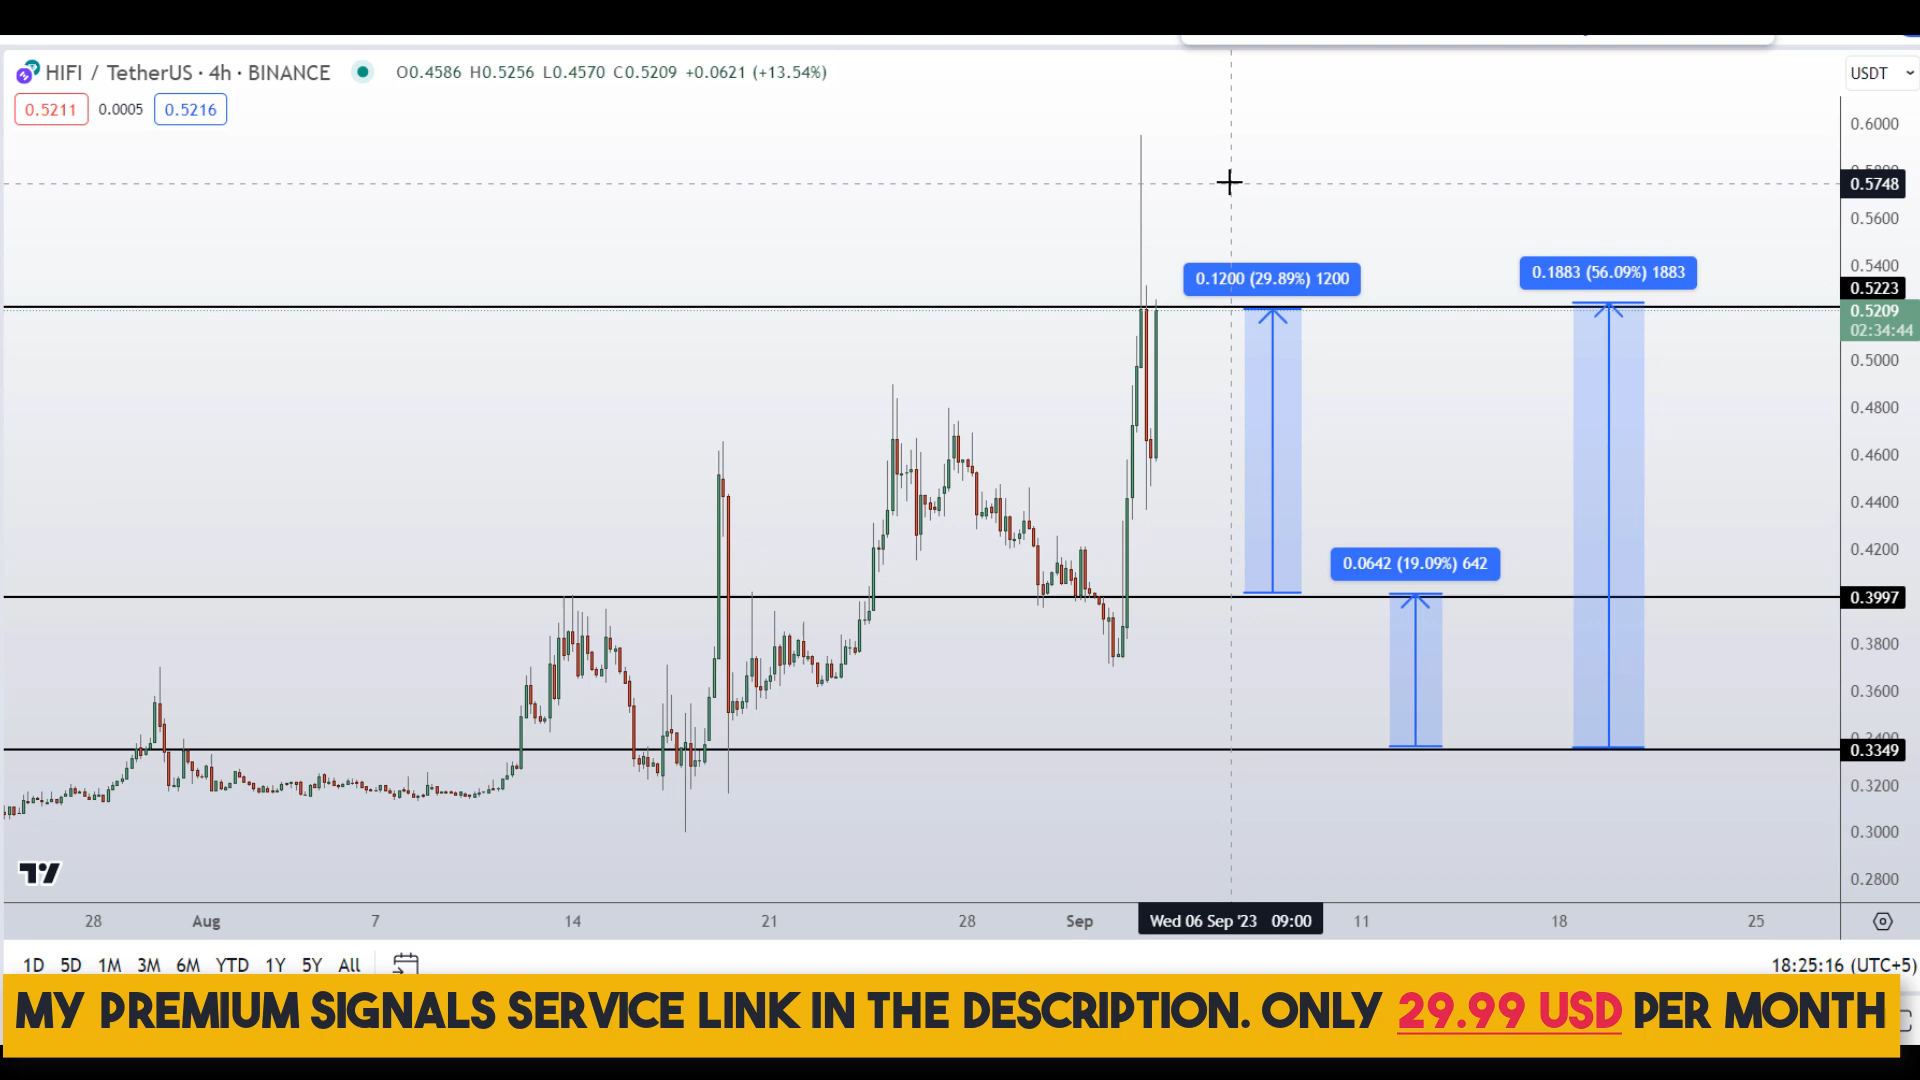 HIFI / TetherUS · 4h · BINANCE O0.4586 H0.5256 L0.4570 C0.5209 +0.0621 (+13.54%)
USDT
0.5211 0.0005 0.5216
0.6000
0.5748
0.5600
0.1200 (29.89%) 1200
0.1883 (56.09%) 1883
0.5400
0.5223
0.5209
02:34:44
0.5000
0.4800
0.4600
0.4400
0.4200
0.0642 (19.09%) 642
0.3997
0.3800
0.3600
0.3349
0.3200
0.3000
0.2800
28 Aug 7 14 21 28 Sep Wed 06 Sep '23 09:00 11 18 25
1D 5D 1M 3M 6M YTD 1Y 5Y All 18:25:16 (UTC+5)
MY PREMIUM SIGNALS SERVICE LINK IN THE DESCRIPTION. ONLY 29.99 USD PER MONTH